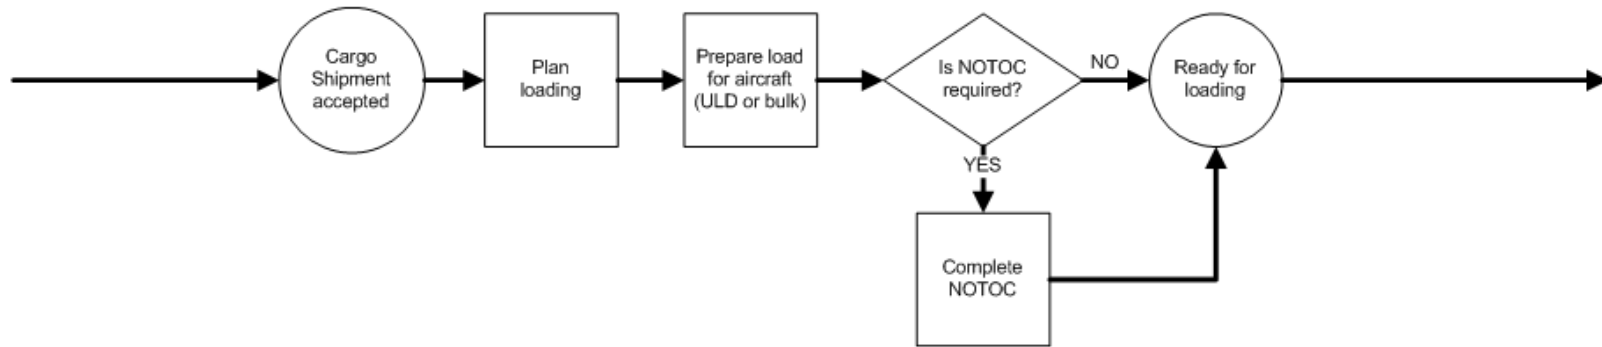 Cargo
Shipment
accepted
Plan
loading
Prepare load
for aircraft
(ULD or bulk)
Is NOTOC
required?
NO
Ready for
loading
YES
Complete
NOTOC